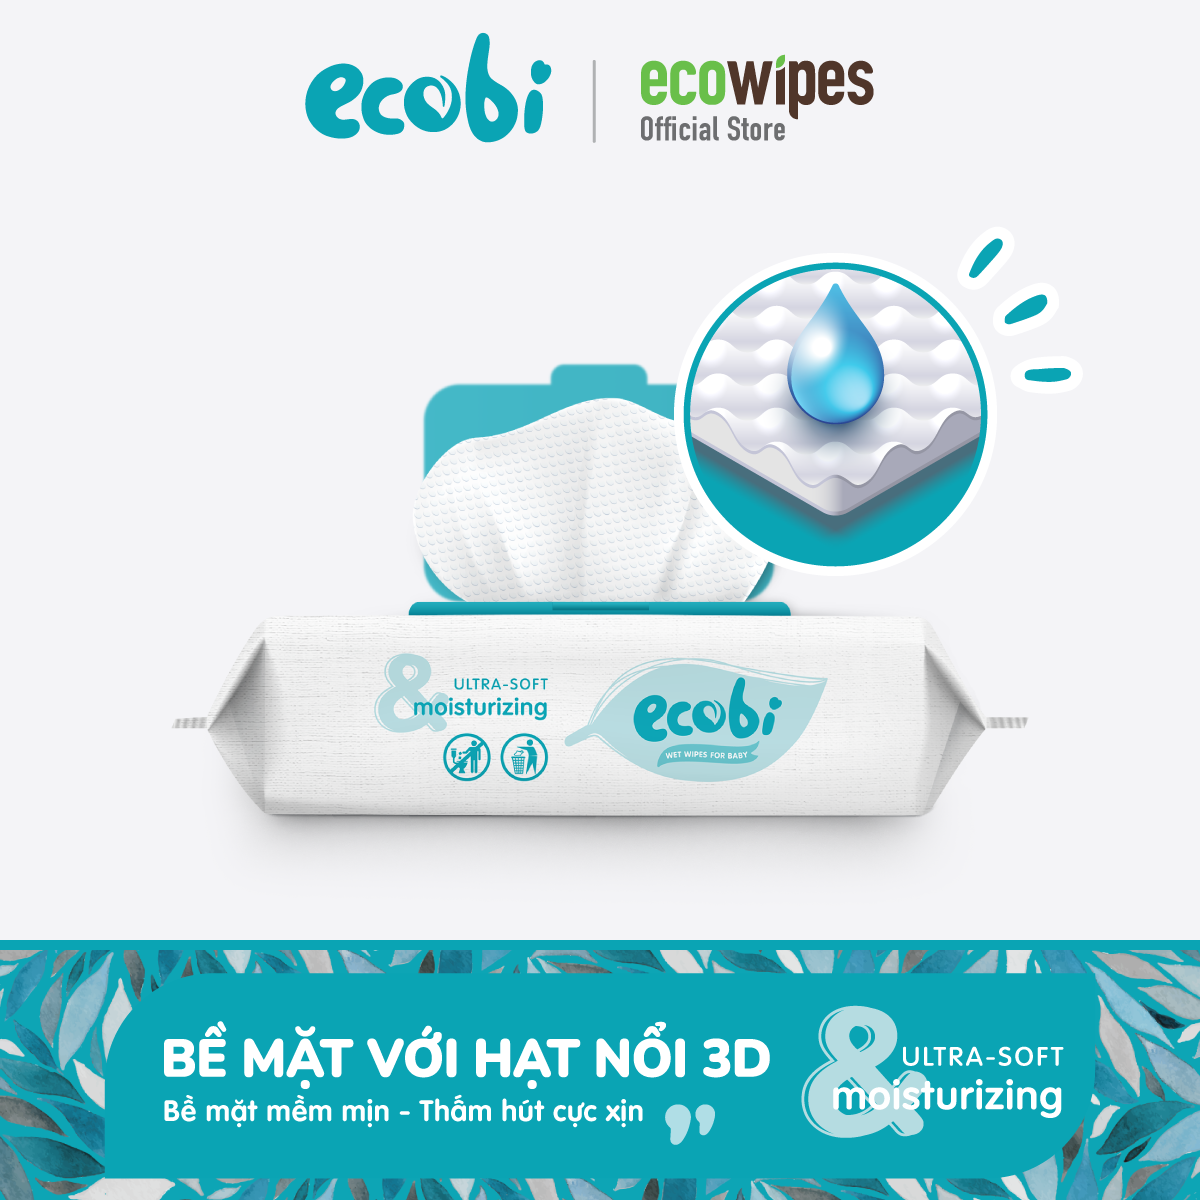 ecobi
ecowipes
Official Store
& ULTRA-SOFT
moisturizing
ecobi
WET WIPES FOR BABY
BỀ MẶT VỚI HẠT NỔI 3D
Bề mặt mềm mịn - Thấm hút cực xịn
& ULTRA-SOFT
moisturizing